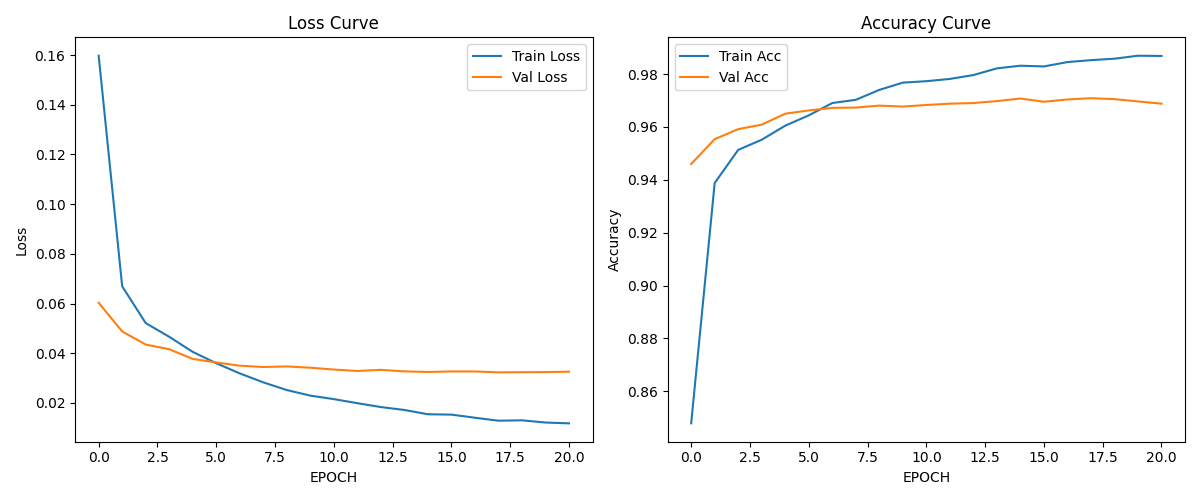 Loss Curve
Train Loss
Val Loss
0.16
0.14
0.12
0.10
0.08
0.06
0.04
0.02
Loss
0.0 2.5 5.0 7.5 10.0 12.5 15.0 17.5 20.0
EPOCH
Accuracy Curve
Train Acc
Val Acc
0.98
0.96
0.94
0.92
0.90
0.88
0.86
Accuracy
0.0 2.5 5.0 7.5 10.0 12.5 15.0 17.5 20.0
EPOCH